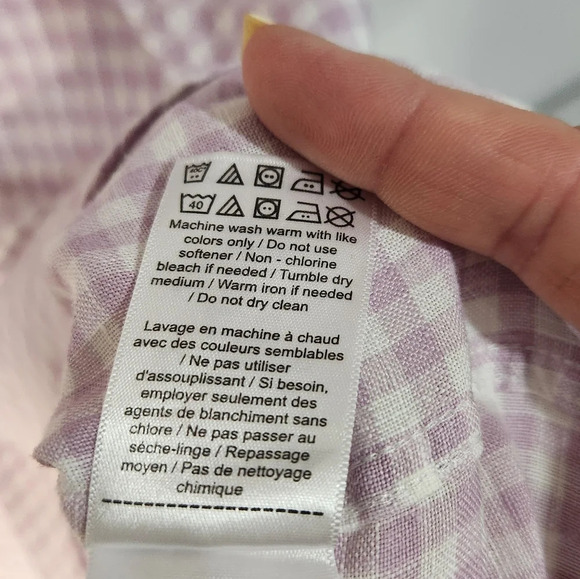 40C
40
Machine wash warm with like
colors only / Do not use
softener / Non - chlorine
bleach if needed / Tumble dry
medium / Warm iron if needed
/ Do not dry clean
Lavage en machine à chaud
avec des couleurs semblables
/ Ne pas utiliser
d'assouplissant / Si besoin,
employer seulement des
agents de blanchiment sans
chlore / Ne pas passer au
séche-linge / Repassage
moyen / Pas de nettoyage
chimique